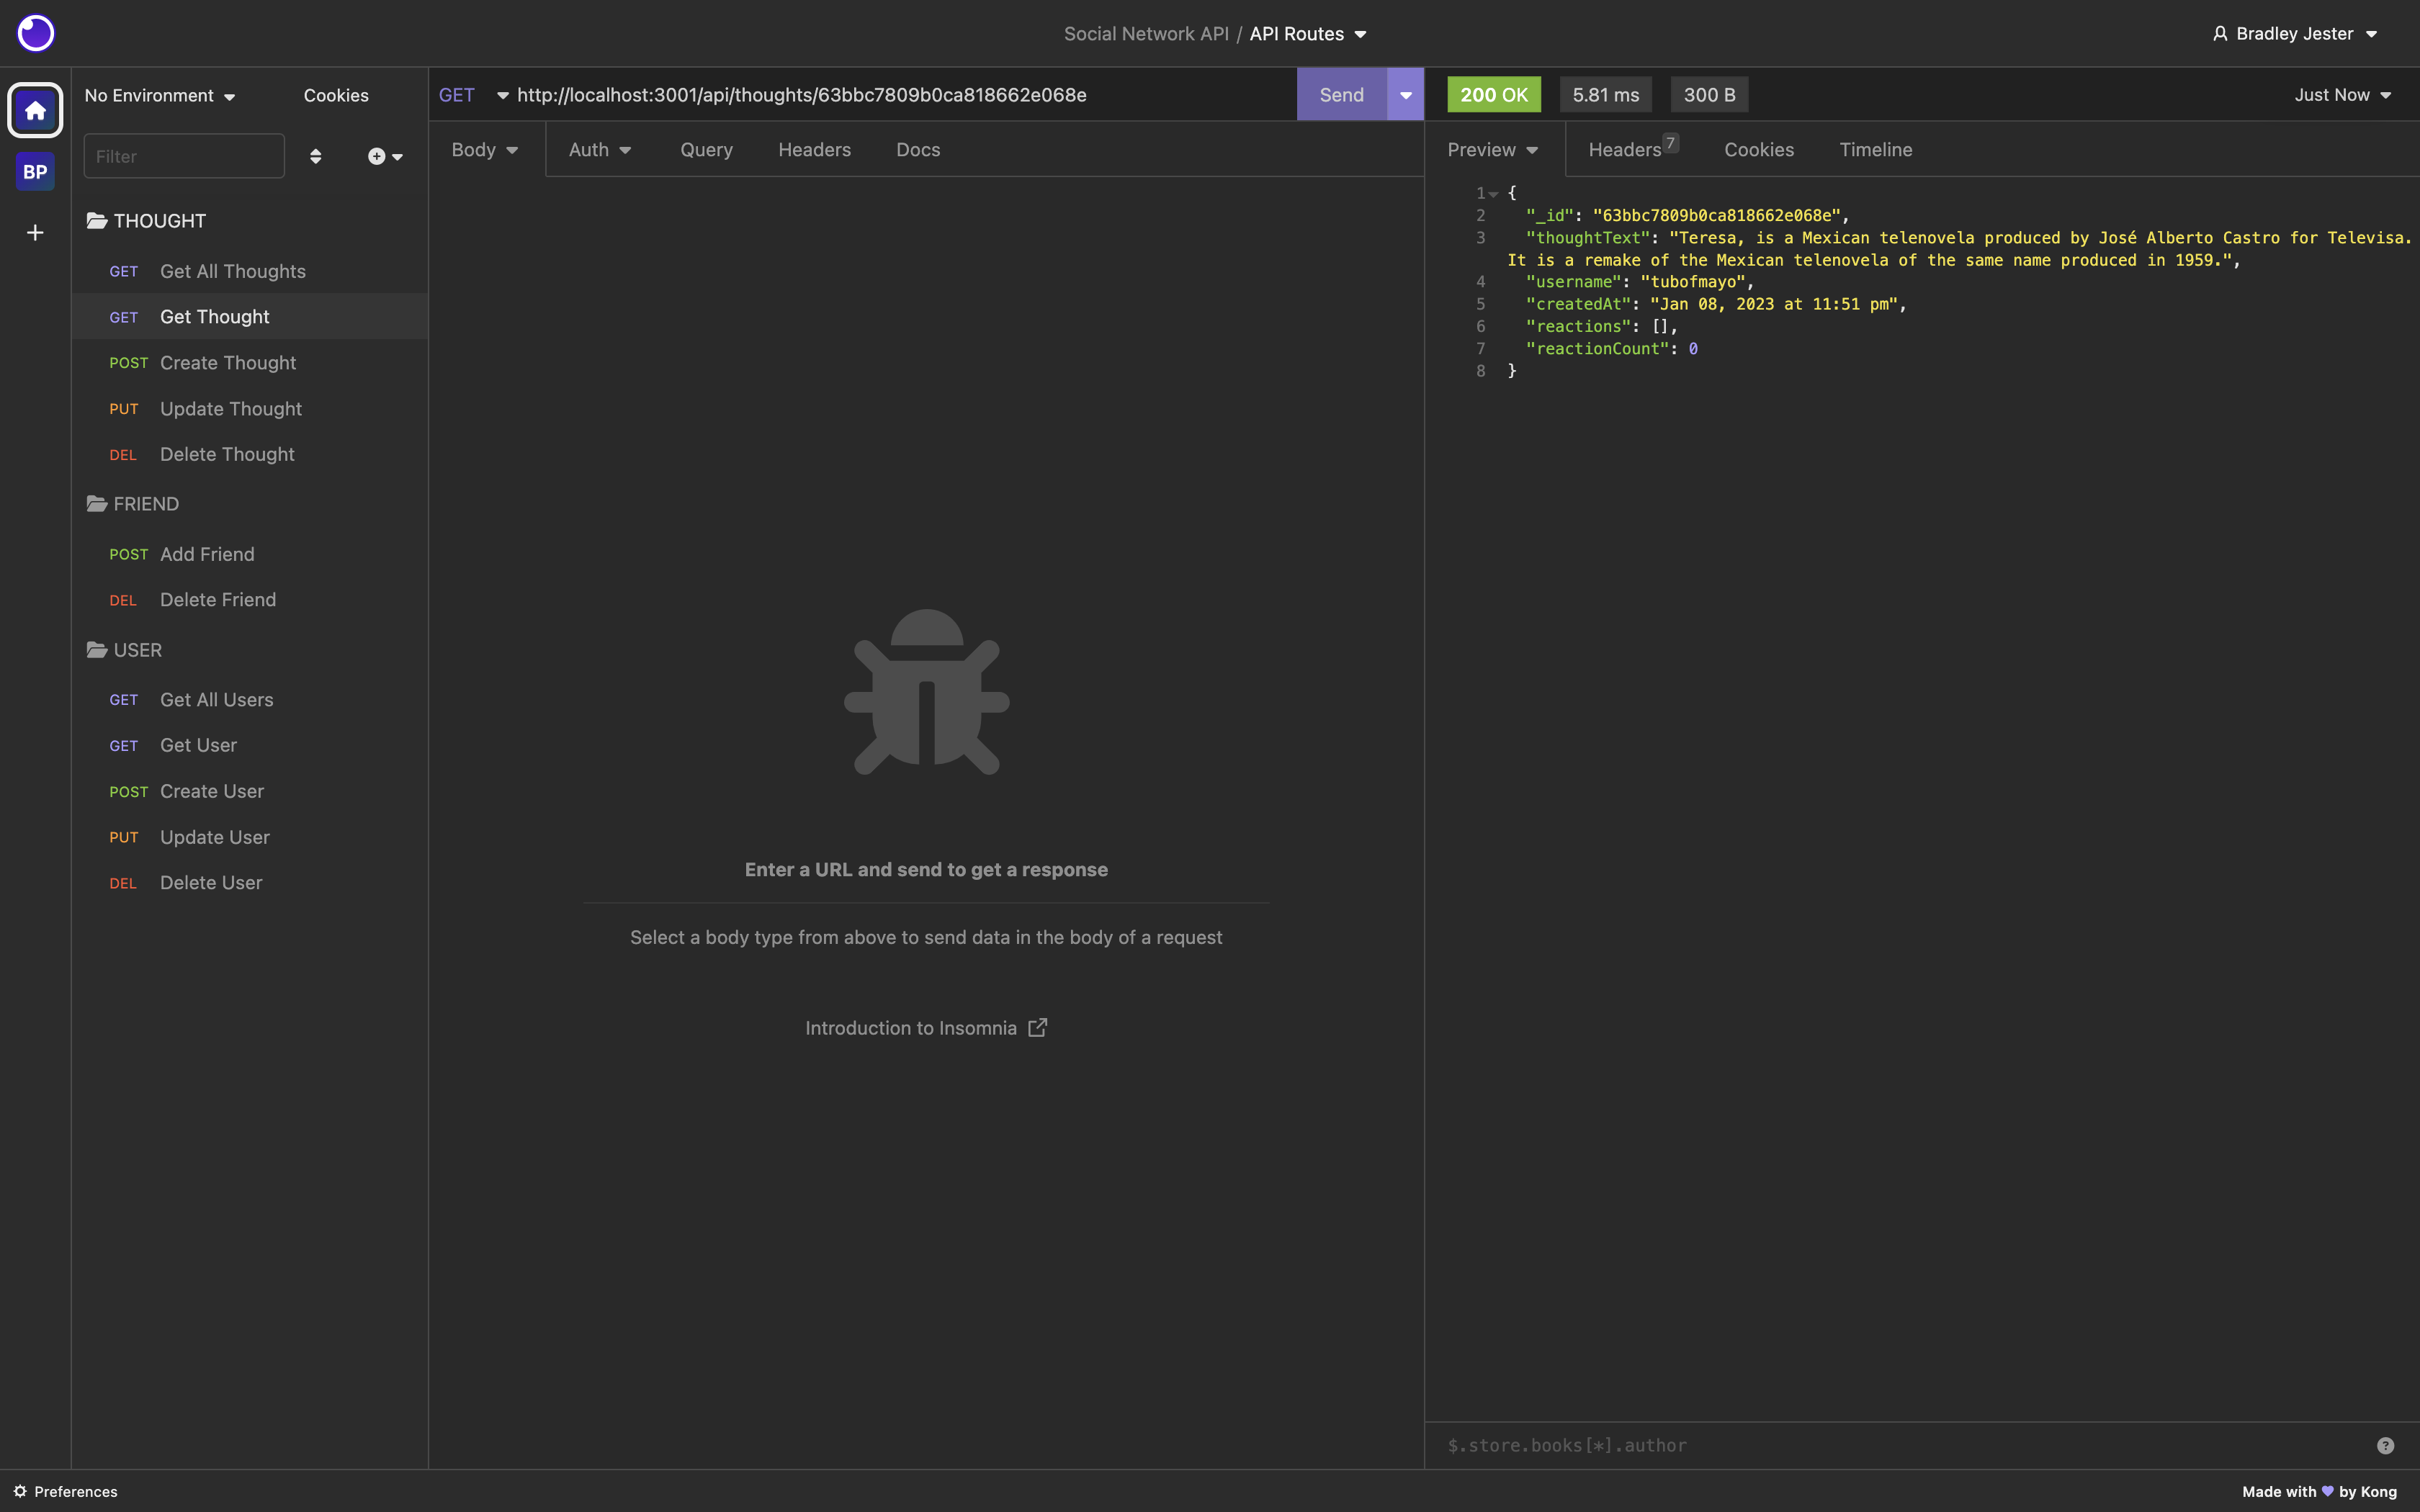 Social Network API / API Routes
Bradley Jester
BP
No Environment
Cookies
Filter
THOUGHT
GET Get All Thoughts
GET Get Thought
POST Create Thought
PUT Update Thought
DEL Delete Thought
FRIEND
POST Add Friend
DEL Delete Friend
USER
GET Get All Users
GET Get User
POST Create User
PUT Update User
DEL Delete User
GET http://localhost:3001/api/thoughts/63bbc7809b0ca818662e068e Send
Body Auth Query Headers Docs
Enter a URL and send to get a response
Select a body type from above to send data in the body of a request
Introduction to Insomnia
200 OK 5.81 ms 300 B Just Now
Preview Headers 7 Cookies Timeline
1 {
2 "_id": "63bbc7809b0ca818662e068e",
3 "thoughtText": "Teresa, is a Mexican telenovela produced by José Alberto Castro for Televisa.
It is a remake of the Mexican telenovela of the same name produced in 1959.",
4 "username": "tubofmayo",
5 "createdAt": "Jan 08, 2023 at 11:51 pm",
6 "reactions": [],
7 "reactionCount": 0
8 }
$.store.books[*].author
?
Preferences
Made with 💜 by Kong